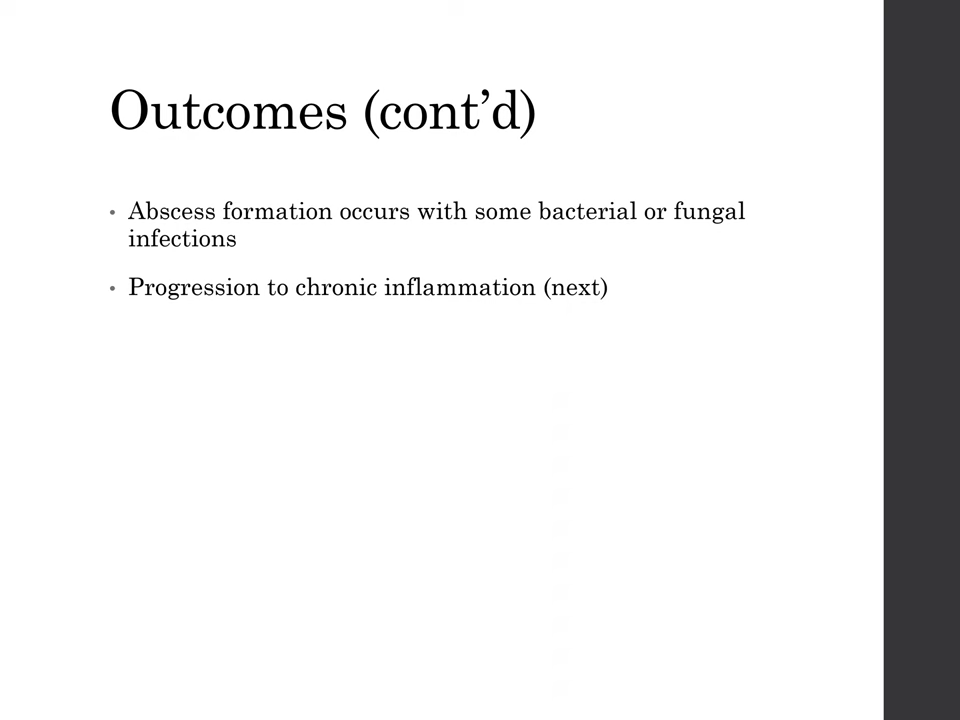 Outcomes (cont’d)
• Abscess formation occurs with some bacterial or fungal
infections
• Progression to chronic inflammation (next)